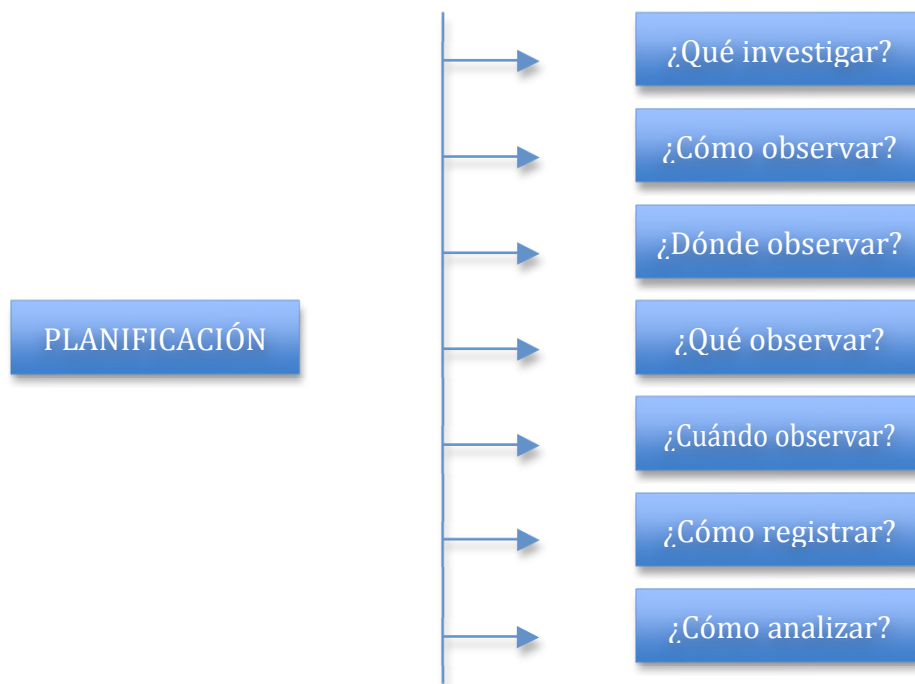 ¿Qué investigar?
¿Cómo observar?
¿Dónde observar?
PLANIFICACIÓN
¿Qué observar?
¿Cuándo observar?
¿Cómo registrar?
¿Cómo analizar?